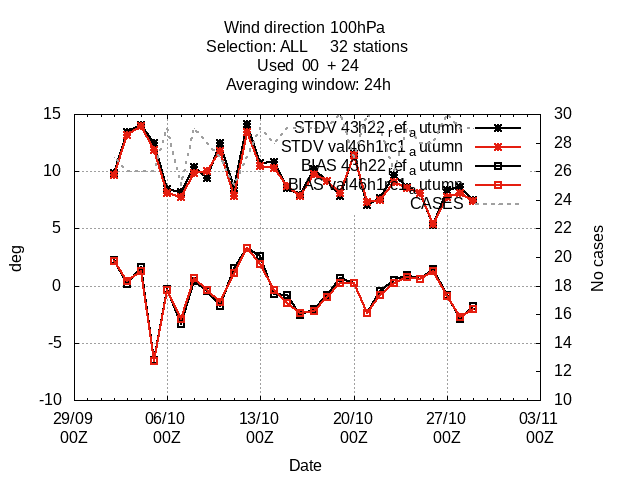 Wind direction 100hPa
Selection: ALL 32 stations
Used 00 + 24
Averaging window: 24h
15
10
5
0
-5
-10
deg
30
28
26
24
22
20
18
16
14
12
10
No cases
STDV 43h22_ref_autumn
STDV val46h1rc1_autumn
BIAS 43h22_ref_autumn
BIAS val46h1rc1_autumn
CASES
29/09 06/10 13/10 20/10 27/10 03/11
00Z 00Z 00Z 00Z 00Z 00Z
Date